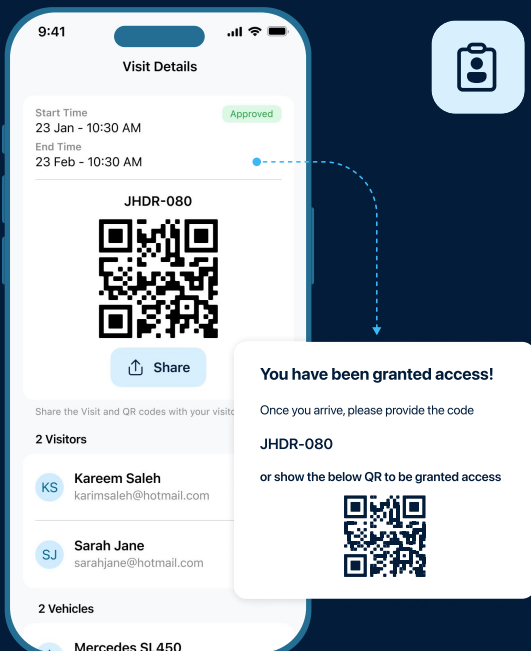 9:41
Visit Details
Start Time
Approved
23 Jan - 10:30 AM
End Time
23 Feb - 10:30 AM
JHDR-080
Share
Share the Visit and QR codes with your
2 Visitors
KS
Kareem Saleh
karimsaleh@hotmail.com
SJ
Sarah Jane
sarahjane@hotmail.com
2 Vehicles
Mercedes SL450
You have been granted access!
Once you arrive, please provide the code
JHDR-080
or show the below QR to be granted access